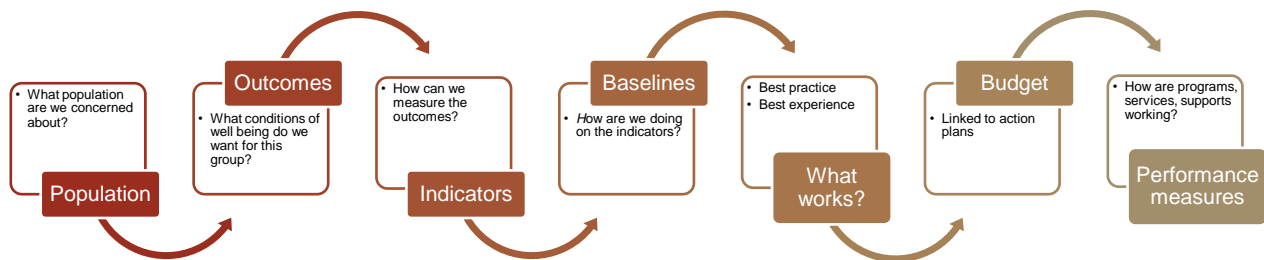 • What population
are we concerned
about?
Population
Outcomes
• What conditions of
well being do we
want for this
group?
• How can we
measure the
outcomes?
Indicators
Baselines
• How are we doing
on the indicators?
• Best practice
• Best experience
What
works?
Budget
• Linked to action
plans
• How are programs,
services, supports
working?
Performance
measures